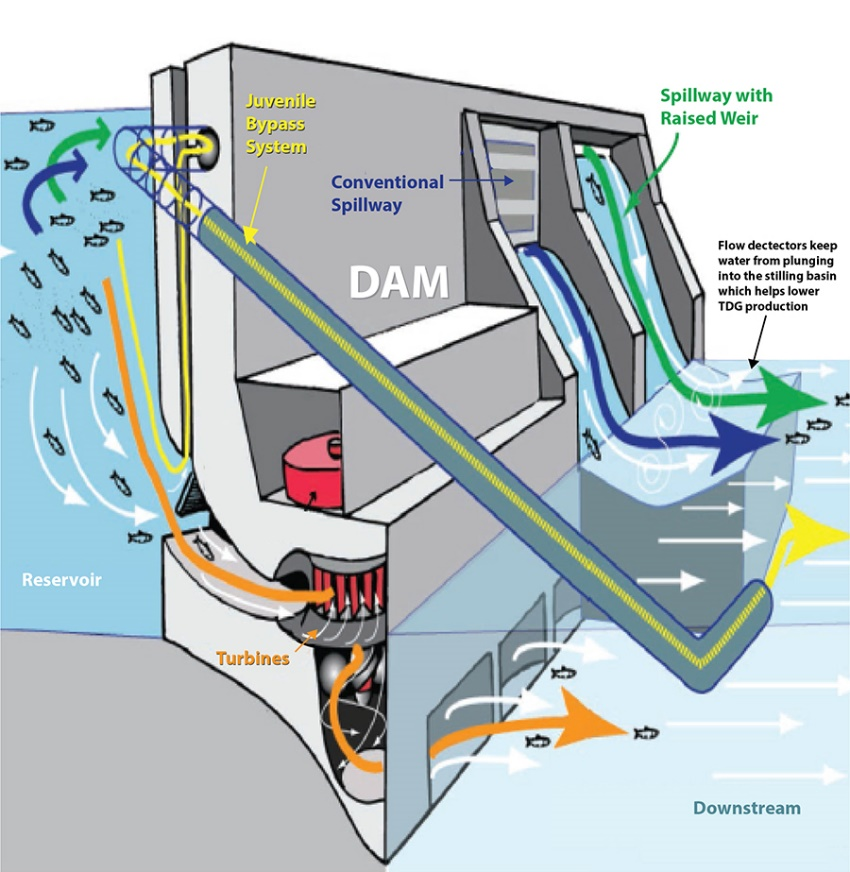 Juvenile
Bypass
System
Conventional
Spillway
Spillway with
Raised Weir
DAM
Flow dectectors keep
water from plunging
into the stilling basin
which helps lower
TDG production
Reservoir
Turbines
Downstream